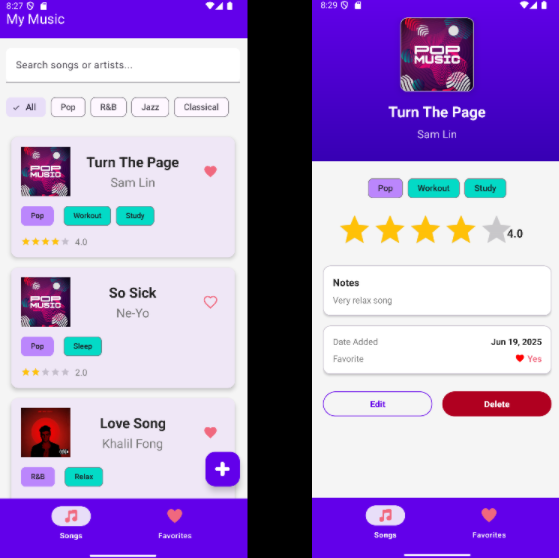 8:27
My Music
Search songs or artists...
All Pop R&B Jazz Classical
POP MUSIC
Turn The Page
Sam Lin
Pop Workout Study
4.0
POP MUSIC
So Sick
Ne-Yo
Pop Sleep
2.0
Love Song
Khalil Fong
R&B Relax
Songs Favorites
8:29
POP MUSIC
Turn The Page
Sam Lin
Pop Workout Study
4.0
Notes
Very relax song
Date Added Jun 19, 2025
Favorite Yes
Edit Delete
Songs Favorites